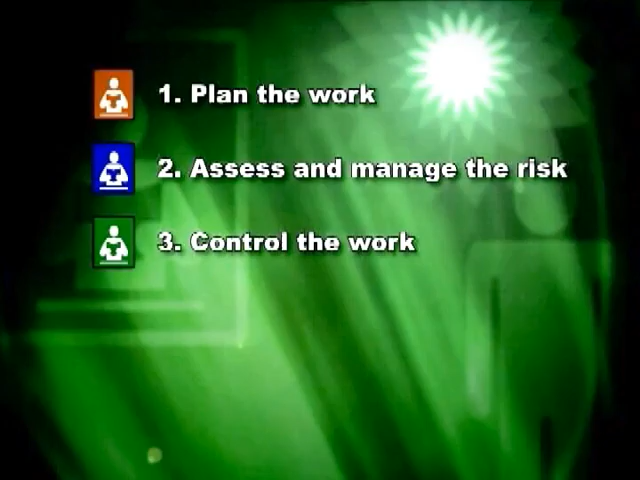 1. Plan the work
2. Assess and manage the risk
3. Control the work